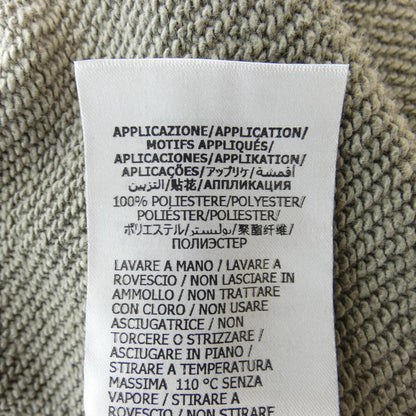 APPLICAZIONE/APPLICATION/
MOTIFS APPLIQUÉS/
APLICACIONES/APPLIKATION/
APLICAÇÕES/アップリケ/أقمشة
التزيين/貼花/АППЛИКАЦИЯ
100% POLIESTERE/POLYESTER/
POLIÉSTER/POLIESTER/
ポリエステル/بوليستر/聚酯纤维/
ПОЛИЭСТЕР
LAVARE A MANO / LAVARE A
ROVESCIO / NON LASCIARE IN
AMMOLLO / NON TRATTARE
CON CLORO / NON USARE
ASCIUGATRICE / NON
TORCERE O STRIZZARE /
ASCIUGARE IN PIANO /
STIRARE A TEMPERATURA
MASSIMA 110 °C SENZA
VAPORE / STIRARE A
ROVESCIO / NON STIRARE